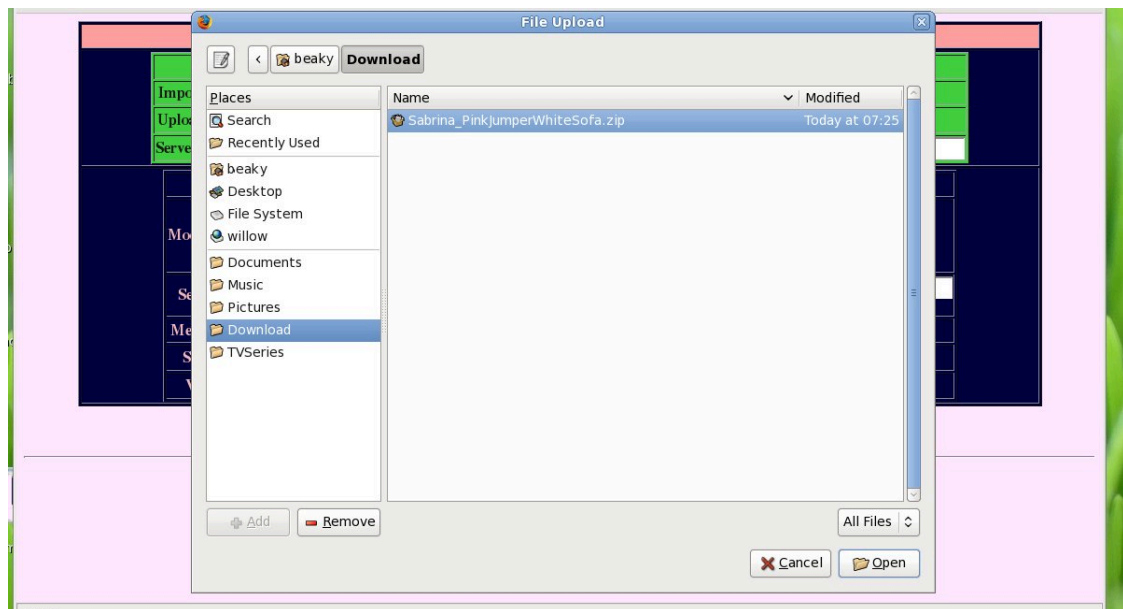 File Upload
beaky Download
Places Name Modified
Search Sabrina_PinkJumperWhiteSofa.zip Today at 07:25
Recently Used
beaky
Desktop
File System
willow
Documents
Music
Pictures
Download
TVSeries
Add Remove All Files
Cancel Open